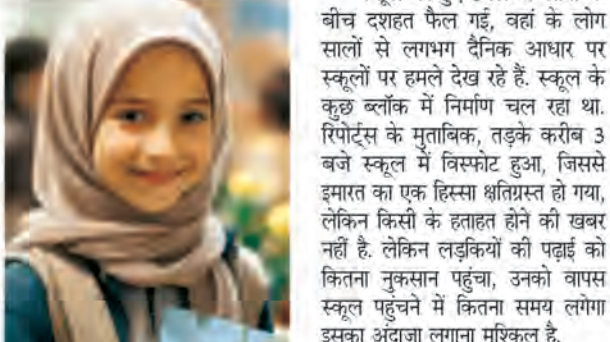 बीच दशहत फैल गई, वहां के लोग
सालों से लगभग दैनिक आधार पर
स्कूलों पर हमले देख रहे हैं. स्कूल के
कुछ ब्लॉक में निर्माण चल रहा था.
रिपोर्ट्स के मुताबिक, तड़के करीब 3
बजे स्कूल में विस्फोट हुआ, जिससे
इमारत का एक हिस्सा क्षतिग्रस्त हो गया,
लेकिन किसी के हताहत होने की खबर
नहीं है. लेकिन लड़कियों की पढ़ाई को
कितना नुकसान पहुंचा, उनको वापस
स्कूल पहुंचने में कितना समय लगेगा
इसका अंदाजा लगाना मुश्किल है.